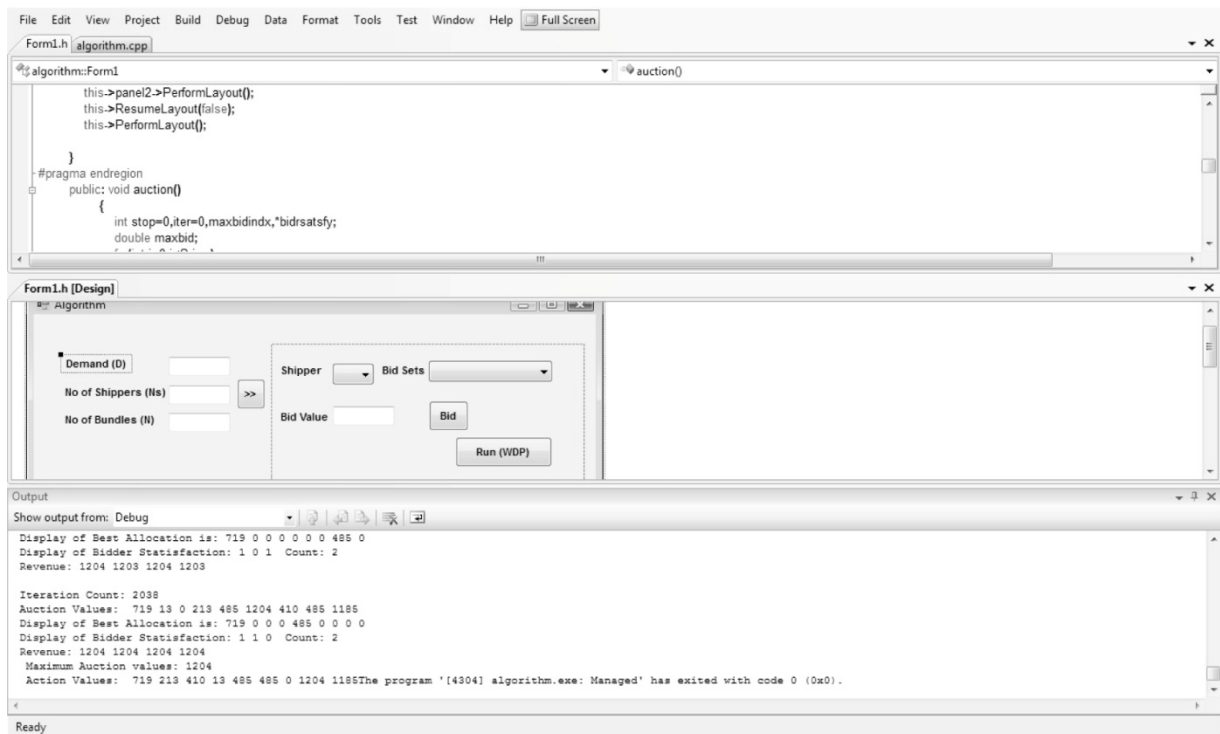 File Edit View Project Build Debug Data Format Tools Test Window Help Full Screen
Form1.h algorithm.cpp
algorithm::Form1 auction()
this->panel2->PerformLayout();
this->ResumeLayout(false);
this->PerformLayout();
}
#pragma endregion
public: void auction()
{
int stop=0,iter=0,maxbidindx,*bidrsatsfy;
double maxbid;
Form1.h [Design]
Algorithm
Demand (D)
Shipper Bid Sets
No of Shippers (Ns) >>
No of Bundles (N) Bid Value Bid
Run (WDP)
Output
Show output from: Debug
Display of Best Allocation is: 719 0 0 0 0 0 0 485 0
Display of Bidder Statisfaction: 1 0 1 Count: 2
Revenue: 1204 1203 1204 1203
Iteration Count: 2038
Auction Values: 719 13 0 213 485 1204 410 485 1185
Display of Best Allocation is: 719 0 0 0 485 0 0 0 0
Display of Bidder Statisfaction: 1 1 0 Count: 2
Revenue: 1204 1204 1204 1204
Maximum Auction values: 1204
Action Values: 719 213 410 13 485 485 0 1204 1185The program '[4304] algorithm.exe: Managed' has exited with code 0 (0x0).
Ready